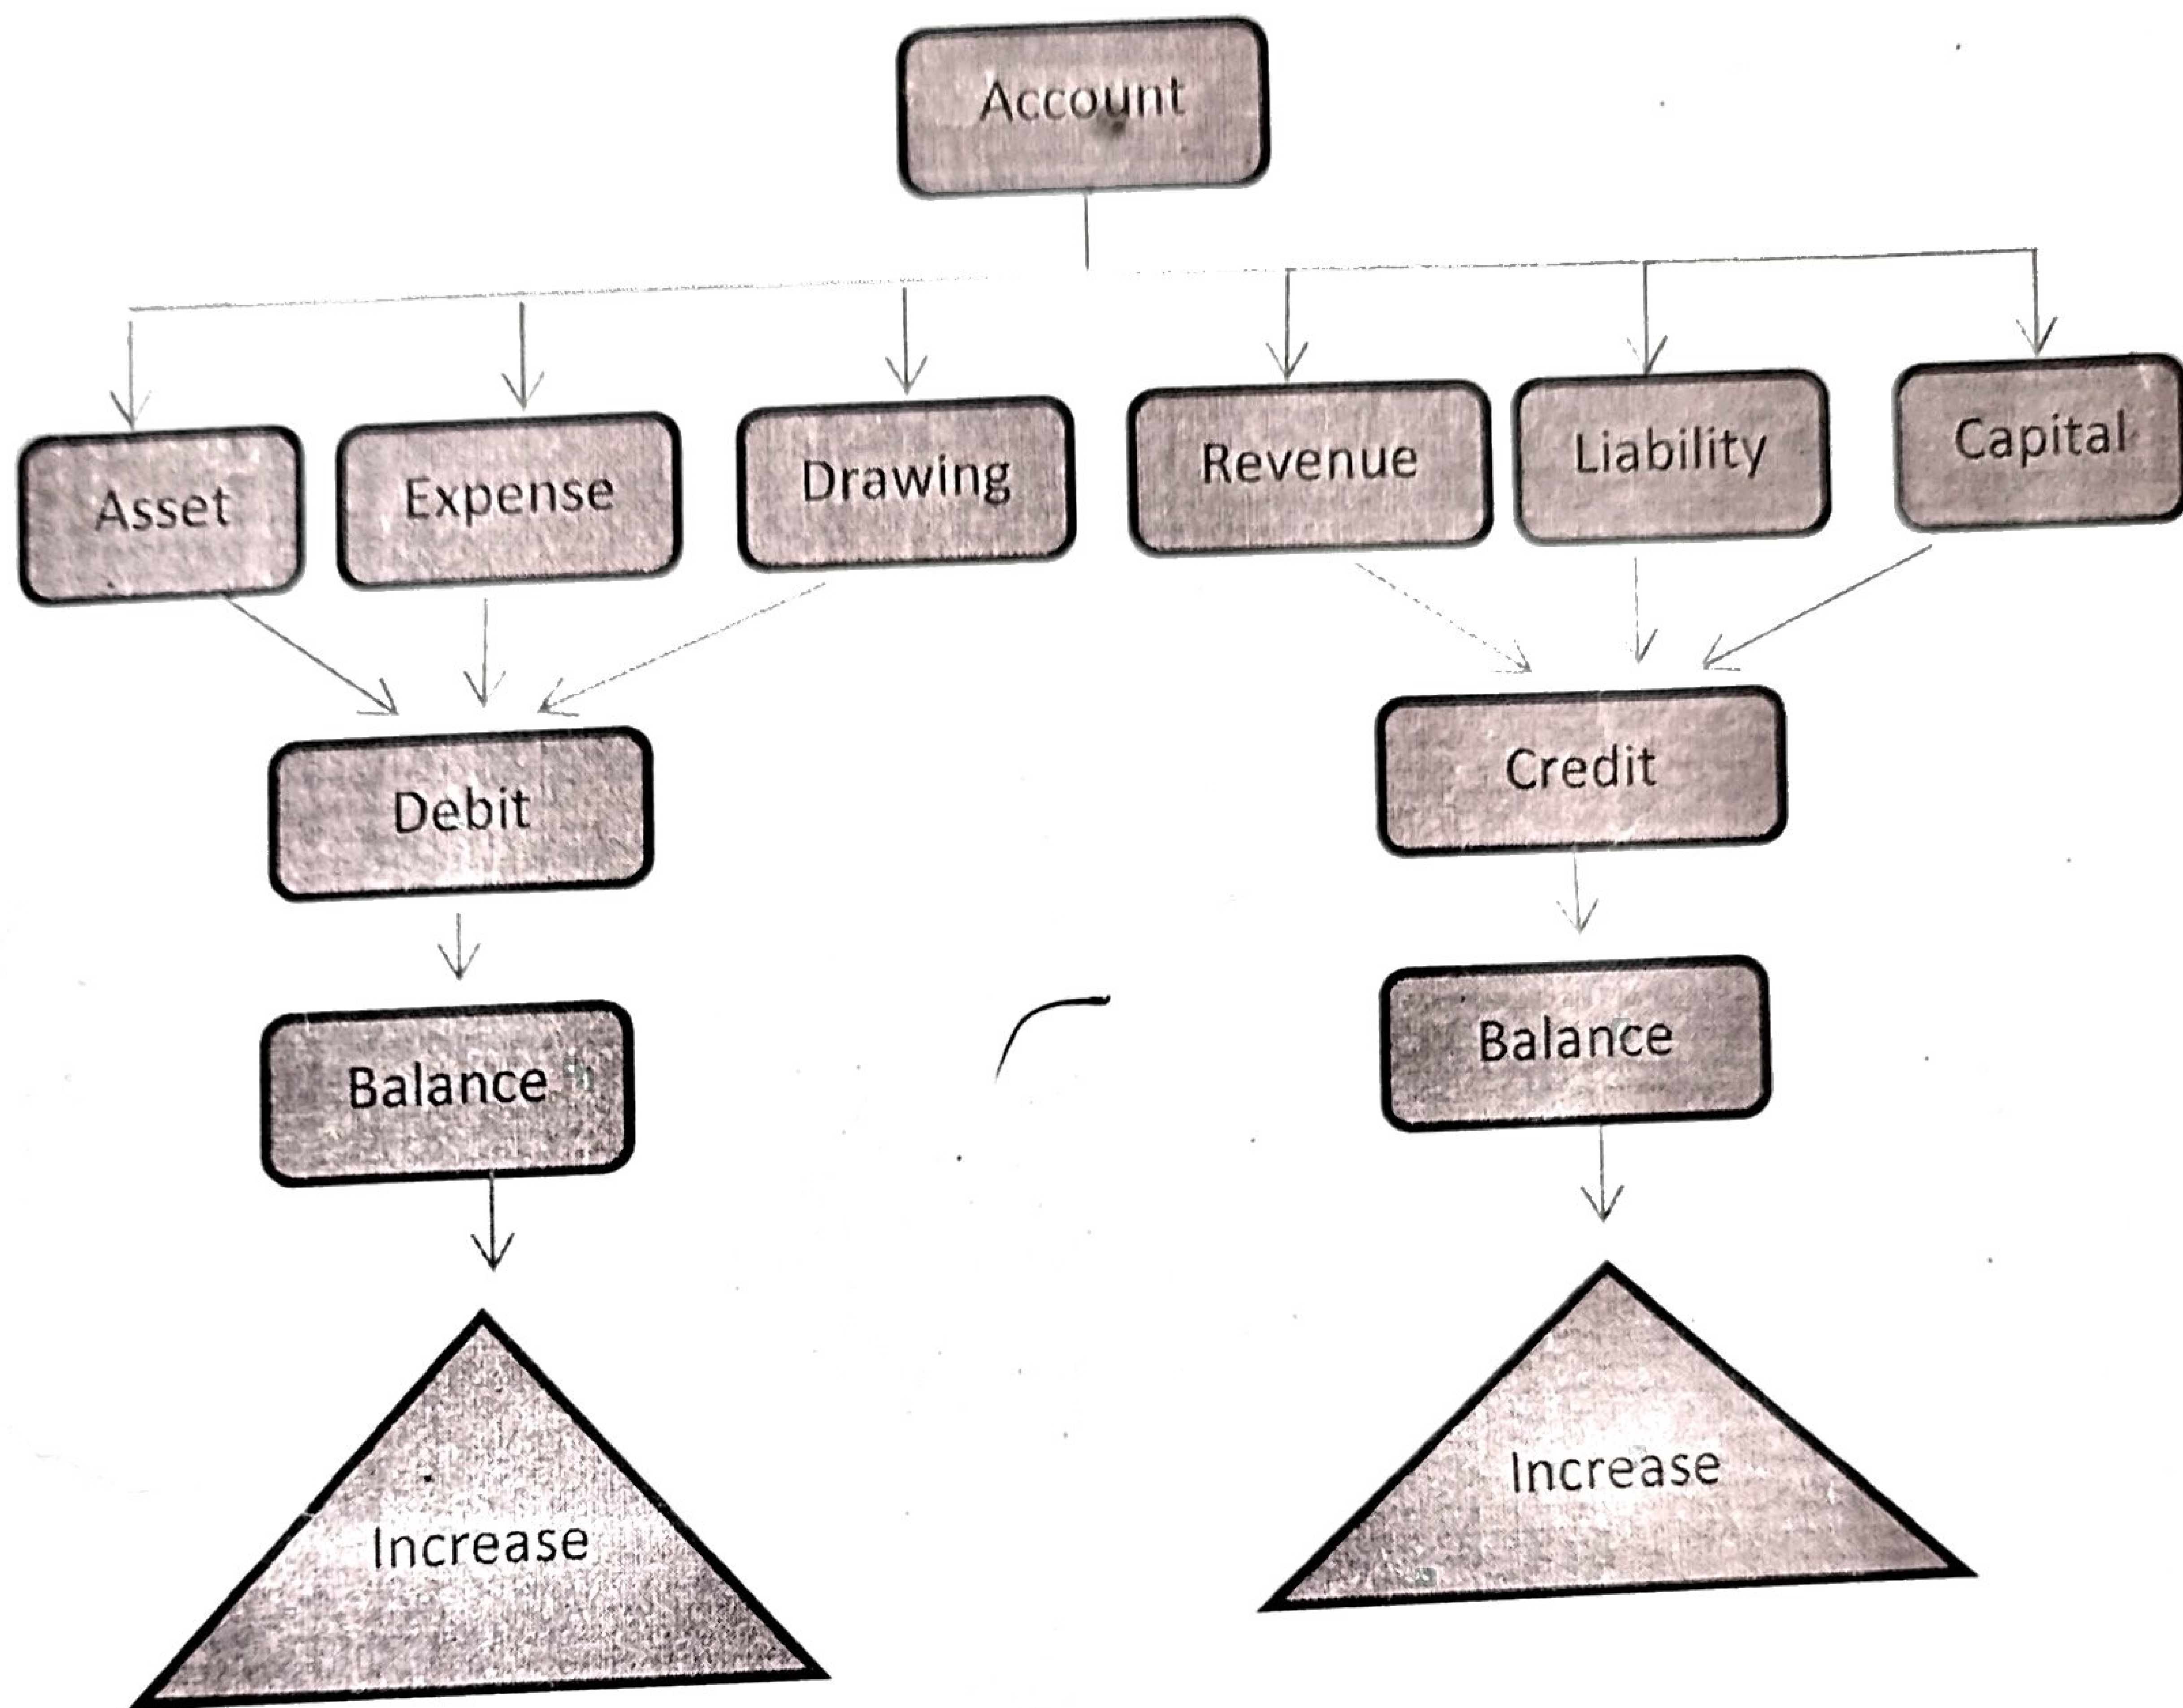 Account
Asset
Expense
Drawing
Revenue
Liability
Capital
Debit
Credit
Balance
Balance
Increase
Increase